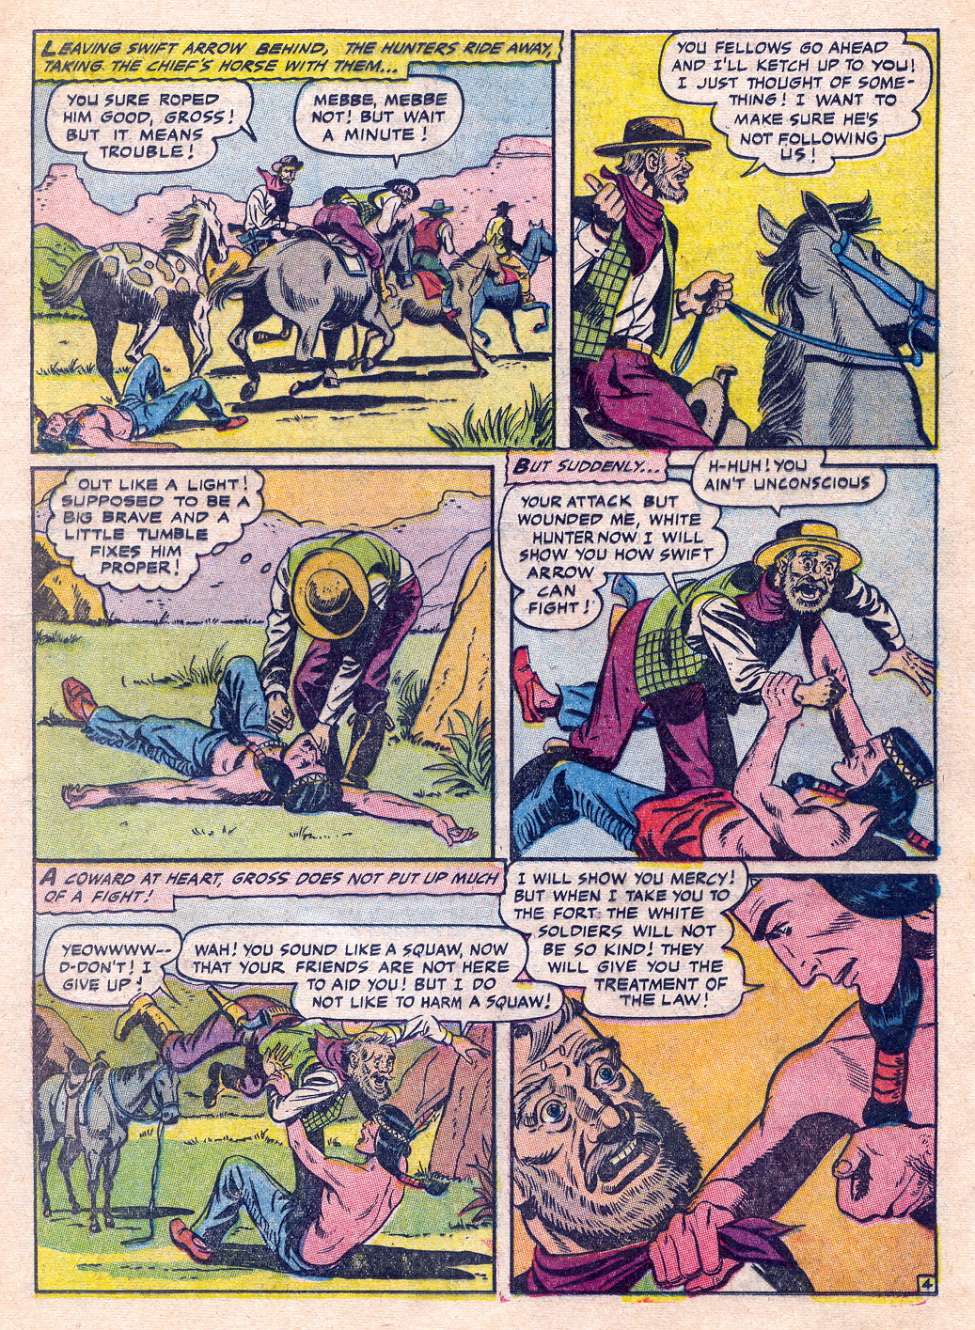 LEAVING SWIFT ARROW BEHIND, THE HUNTERS RIDE AWAY,
TAKING THE CHIEF'S HORSE WITH THEM...
YOU SURE ROPED
HIM GOOD, GROSS!
BUT IT MEANS
TROUBLE!
MEBBE, MEBBE
NOT! BUT WAIT
A MINUTE!
YOU FELLOWS GO AHEAD
AND I'LL KETCH UP TO YOU!
I JUST THOUGHT OF SOME-
THING! I WANT TO
MAKE SURE HE'S
NOT FOLLOWING
US!
OUT LIKE A LIGHT!
SUPPOSED TO BE A
BIG BRAVE AND A
LITTLE TUMBLE
FIXES HIM
PROPER!
BUT SUDDENLY...
YOUR ATTACK BUT
WOUNDED ME, WHITE
HUNTER NOW I WILL
SHOW YOU HOW SWIFT
ARROW
CAN
FIGHT!
H-HUH! YOU
AIN'T UNCONSCIOUS
A COWARD AT HEART, GROSS DOES NOT PUT UP MUCH
OF A FIGHT!
YEOWWWW--
D-DON'T! I
GIVE UP!
WAH! YOU SOUND LIKE A SQUAW, NOW
THAT YOUR FRIENDS ARE NOT HERE
TO AID YOU! BUT I DO
NOT LIKE TO HARM A SQUAW!
I WILL SHOW YOU MERCY!
BUT WHEN I TAKE YOU TO
THE FORT: THE WHITE
SOLDIERS WILL NOT
BE SO KIND! THEY
WILL GIVE YOU THE
TREATMENT OF
THE LAW!
4